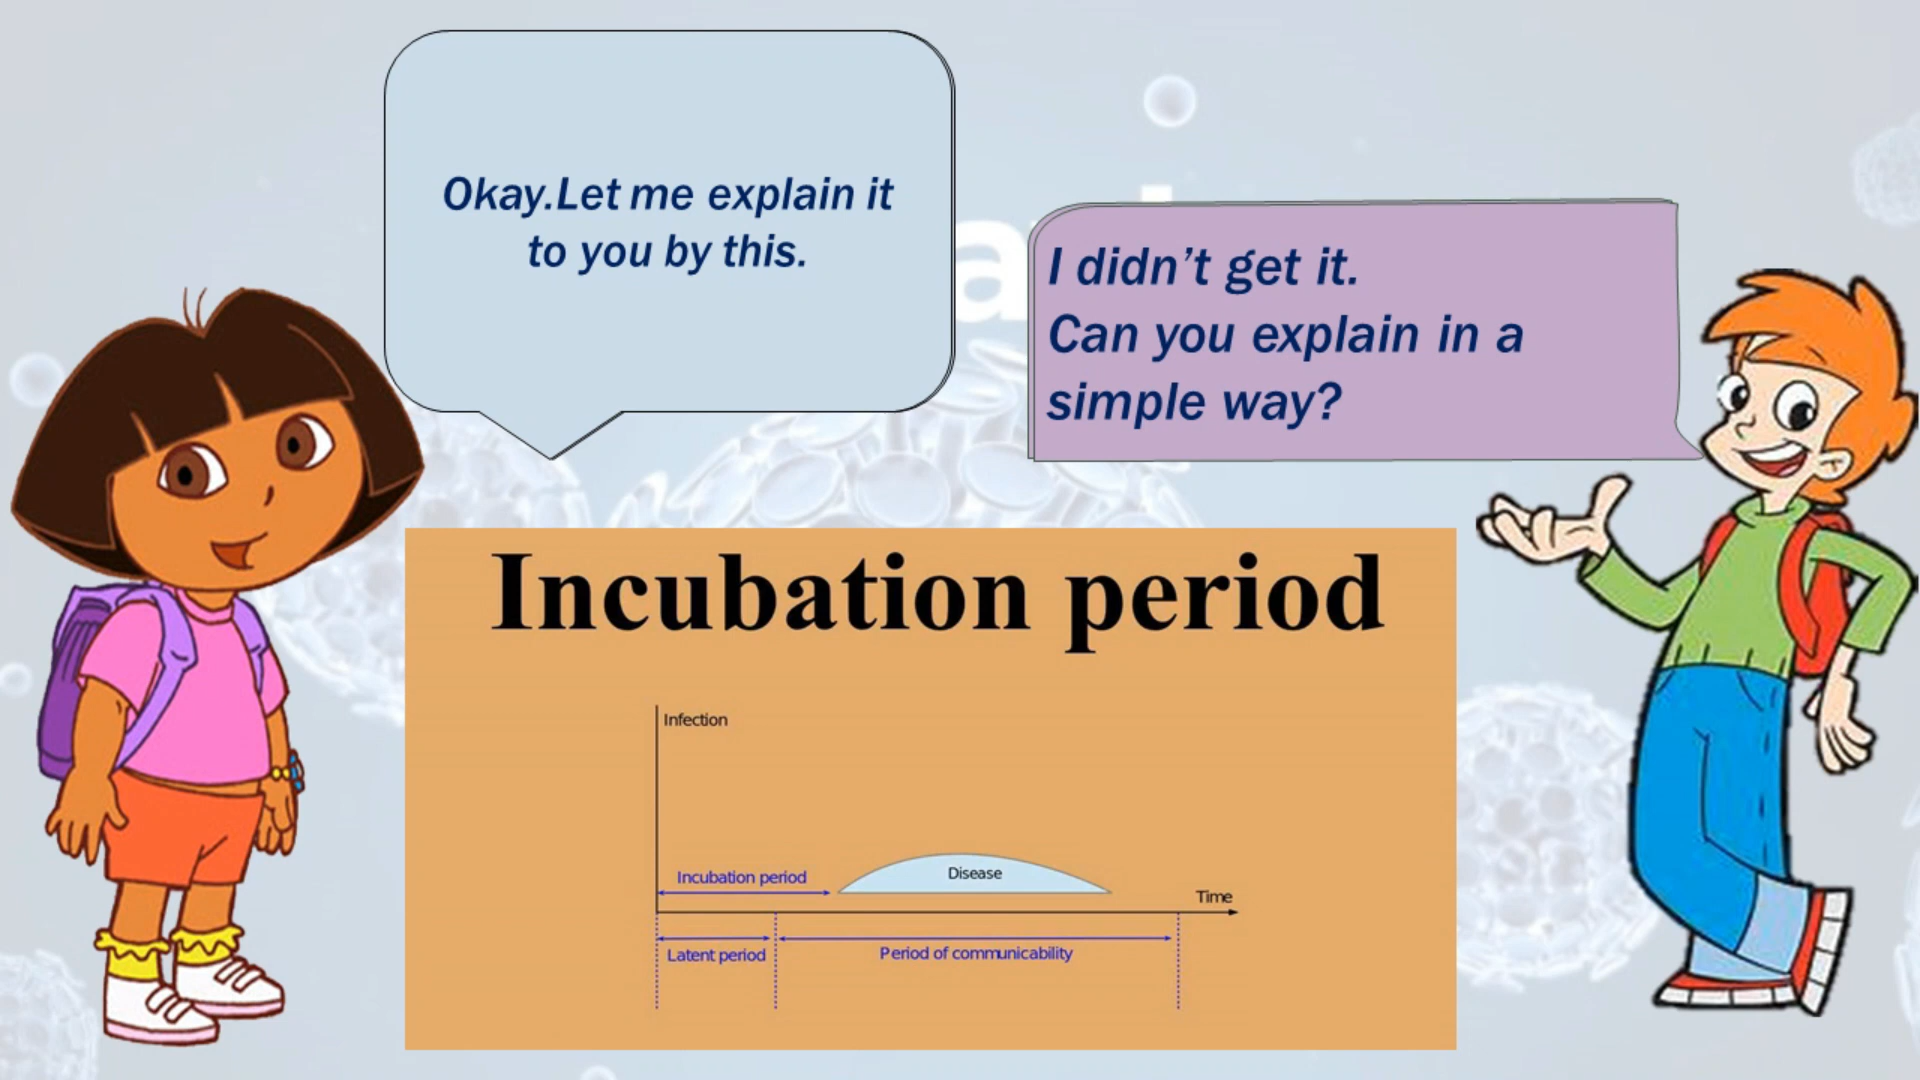 Okay.Let me explain it
to you by this.
I didn’t get it.
Can you explain in a
simple way?
Incubation period
Infection
Incubation period
Disease
Time
Latent period
Period of communicability